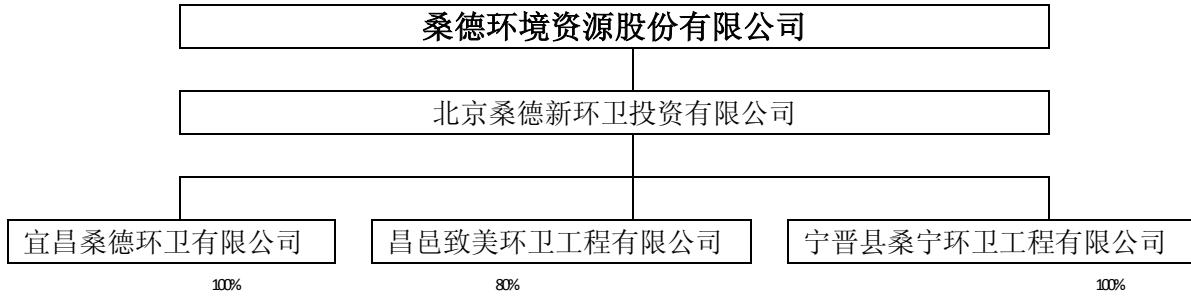 桑德环境资源股份有限公司
北京桑德新环卫投资有限公司
宜昌桑德环卫有限公司
昌邑致美环卫工程有限公司
宁晋县桑宁环卫工程有限公司
100%
80%
100%